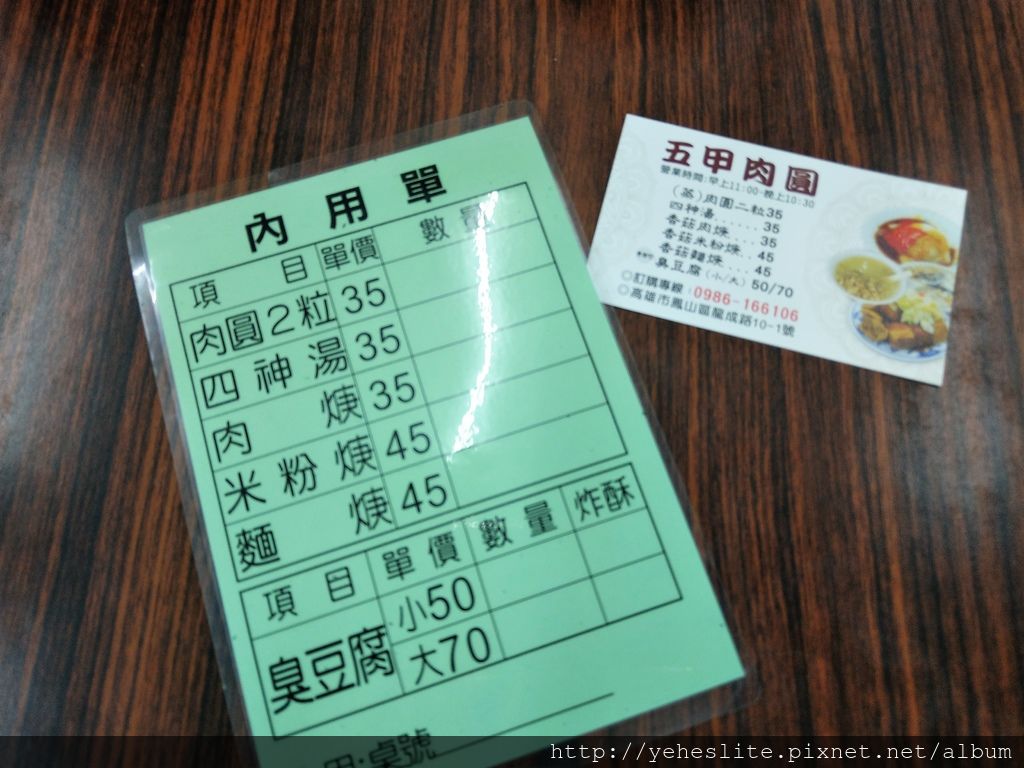 內用單
項目 單價 數量
肉圓2粒 35
四神湯 35
肉焿 35
米粉焿 45
麵焿 45
項目 單價 數量 炸酥
臭豆腐 小50
大70
用:桌號
五甲肉圓
營業時間:早上11:00-晚上10:30
(蒸)肉圓二粒35
四神湯......35
香菇肉焿...35
香菇米粉焿..45
香菇麵焿...45
臭豆腐(小/大) 50/70
◎訂購專線:0986-166106
◎高雄市鳳山區龍成路10-1號
http://yeheslite.pixnet.net/album